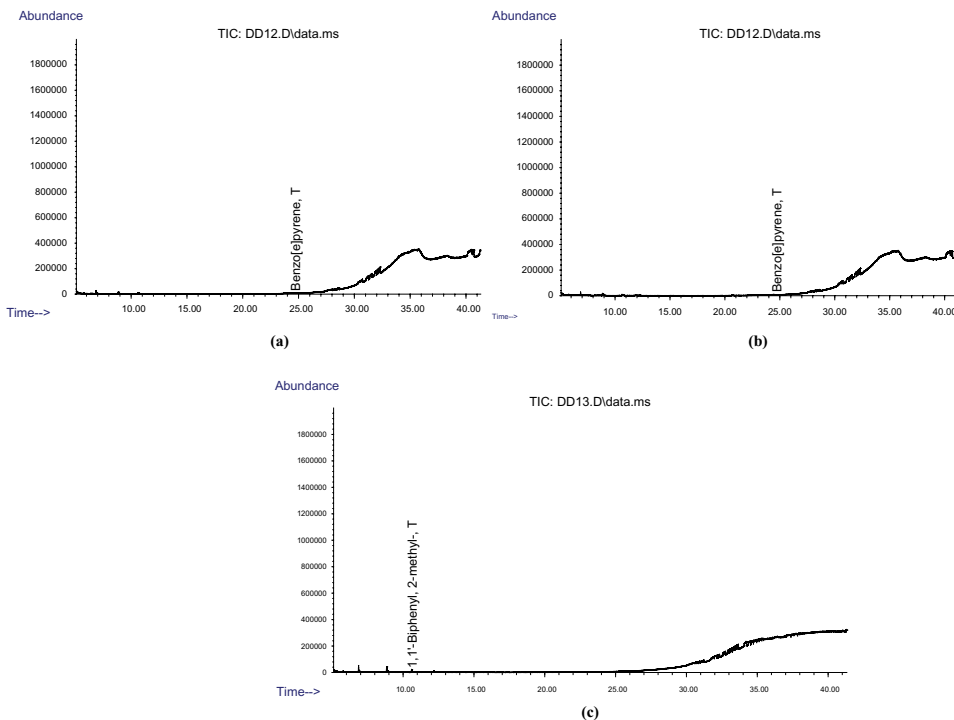 Abundance
TIC: DD12.D\data.ms
1800000
1600000
1400000
1200000
1000000
800000
600000
400000
200000
0
Benzo[e]pyrene, T
10.00 15.00 20.00 25.00 30.00 35.00 40.00
Time-->
(a)
Abundance
TIC: DD12.D\data.ms
1800000
1600000
1400000
1200000
1000000
800000
600000
400000
200000
0
Benzo[e]pyrene, T
10.00 15.00 20.00 25.00 30.00 35.00 40.00
Time-->
(b)
Abundance
TIC: DD13.D\data.ms
1800000
1600000
1400000
1200000
1000000
800000
600000
400000
200000
0
1,1'-Biphenyl, 2-methyl-, T
10.00 15.00 20.00 25.00 30.00 35.00 40.00
Time-->
(c)